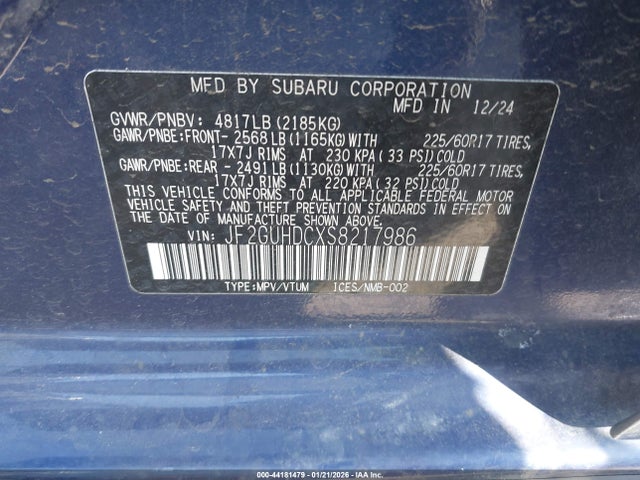 MFD BY SUBARU CORPORATION
MFD IN 12/24
GVWR/PNBV: 4817LB (2185KG)
GAWR/PNBE:FRONT- 2568LB (1165KG)WITH 225/60R17 TIRES,
17X7J RIMS AT 230 KPA ( 33 PSI)COLD
GAWR/PNBE:REAR - 2491LB (1130KG)WITH 225/60R17 TIRES,
17X7J RIMS AT 220 KPA ( 32 PSI)COLD
THIS VEHICLE CONFORMS TO ALL APPLICABLE FEDERAL MOTOR
VEHICLE SAFETY AND THEFT PREVENTION STANDARDS IN EFFECT
ON THE DATE OF MANUFACTURE SHOWN ABOVE.
VIN: JF2GUHDCXS8217986
TYPE:MPV/VTUM ICES/NMB-002
000-44181479 - 01/21/2026 - IAA Inc.